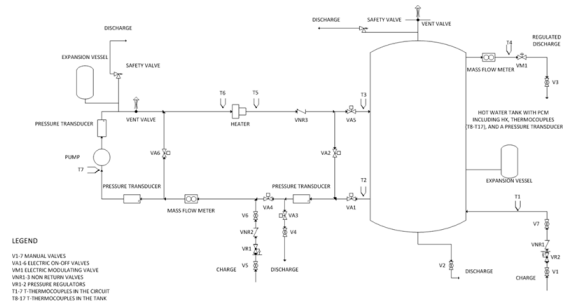 DISCHARGE
SAFETY VALVE
VENT VALVE
DISCHARGE
T4
REGULATED
DISCHARGE
EXPANSION VESSEL
SAFETY VALVE
MASS FLOW METER
VM1
V3
T6
T5
T3
PRESSURE TRANSDUCER
VENT VALVE
HEATER
VNR3
VA5
HOT WATER TANK WITH PCM
INCLUDING HX, THERMOCOUPLES
(T8-T17), AND A PRESSURE TRANSDUCER
PUMP
VA6
VA2
T7
EXPANSION VESSEL
PRESSURE TRANSDUCER
PRESSURE TRANSDUCER
T2
T1
MASS FLOW METER
VA4
VA1
V6
VA3
V7
VNR2
V4
LEGEND
VR1
VNR1
VR2
V1-7 MANUAL VALVES
VA1-6 ELECTRIC ON-OFF VALVES
VM1 ELECTRIC MODULATING VALVE
VNR1-3 NON RETURN VALVES
VR1-2 PRESSURE REGULATORS
T1-7 T-THERMOCOUPLES IN THE CIRCUIT
T8-17 T-THERMOCOUPLES IN THE TANK
V5
V2
V1
CHARGE
DISCHARGE
DISCHARGE
CHARGE